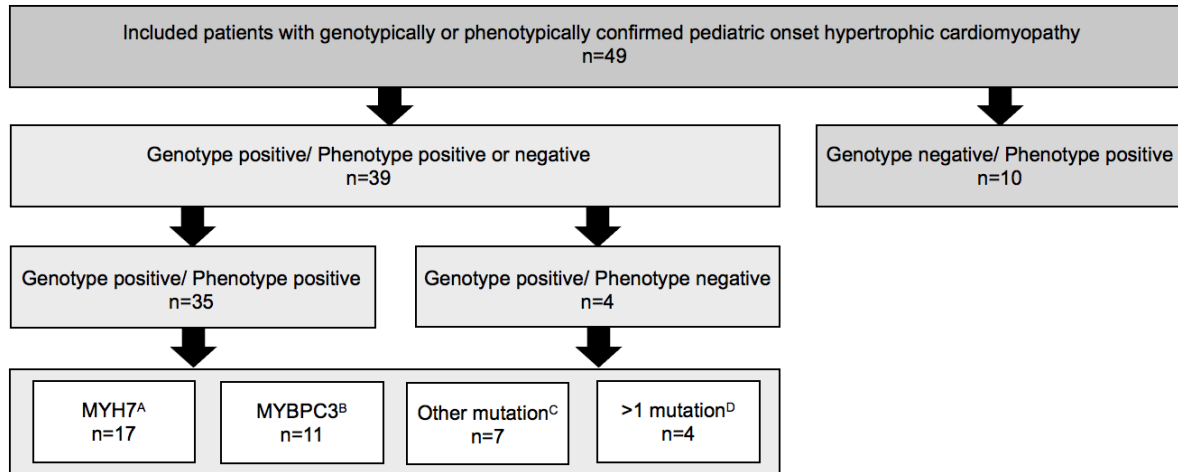 Included patients with genotypically or phenotypically confirmed pediatric onset hypertrophic cardiomyopathy
n=49
Genotype positive/ Phenotype positive or negative
n=39
Genotype negative/ Phenotype positive
n=10
Genotype positive/ Phenotype positive
n=35
Genotype positive/ Phenotype negative
n=4
MYH7ᴬ
n=17
MYBPC3ᴮ
n=11
Other mutationᶜ
n=7
>1 mutationᴰ
n=4